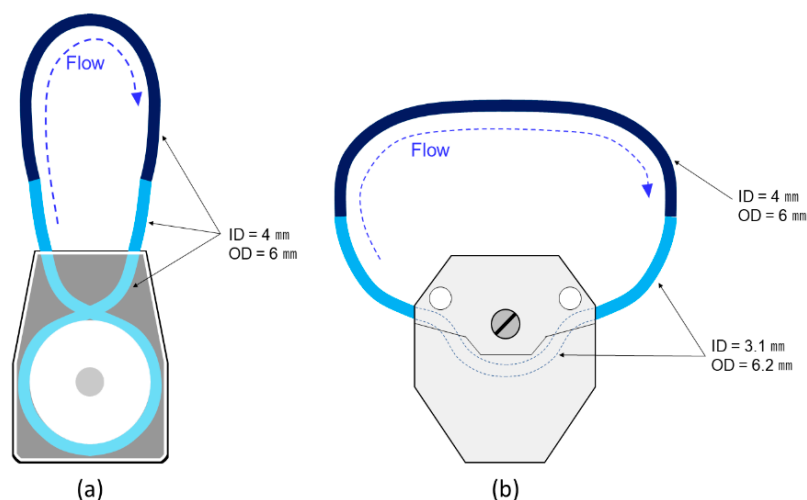 Flow
ID = 4 ㎜
OD = 6 ㎜
(a)
Flow
ID = 4 ㎜
OD = 6 ㎜
ID = 3.1 ㎜
OD = 6.2 ㎜
(b)